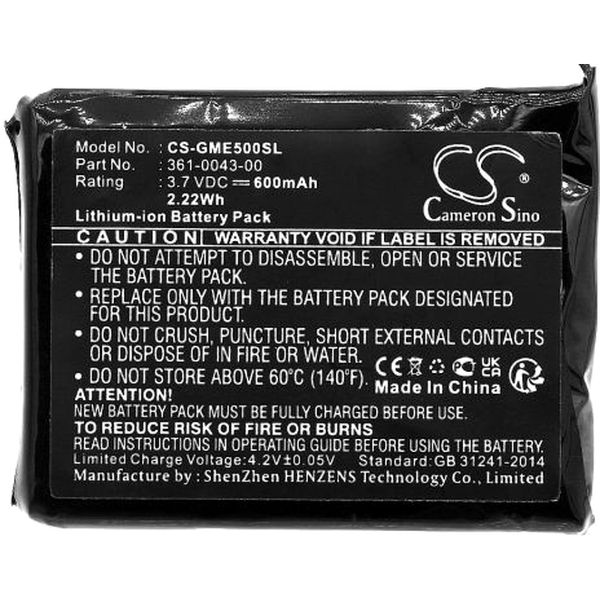 Model No. : CS-GME500SL
Part No. : 361-0043-00
Rating : 3.7 VDC ⎓ 600mAh
2.22Wh
Lithium-ion Battery Pack
CS
Cameron Sino
CAUTION WARRANTY VOID IF LABEL IS REMOVED
• DO NOT ATTEMPT TO DISASSEMBLE, OPEN OR SERVICE THE BATTERY PACK.
• REPLACE ONLY WITH THE BATTERY PACK DESIGNATED FOR YOUR PRODUCT.
• DO NOT CRUSH, PUNCTURE, SHORT EXTERNAL CONTACTS OR DISPOSE OF IN FIRE OR WATER.
• DO NOT STORE ABOVE 60°C (140°F).
CE UK CA EAC
Made In China
ATTENTION!
NEW BATTERY PACK MUST BE FULLY CHARGED BEFORE USE.
TO REDUCE RISK OF FIRE OR BURNS
READ INSTRUCTIONS IN OPERATING GUIDE BEFORE USING BATTERY.
Limited Charge Voltage:4.2V±0.05V Standard:GB 31241-2014
Manufactured by : ShenZhen HENZENS Technology Co., Limited